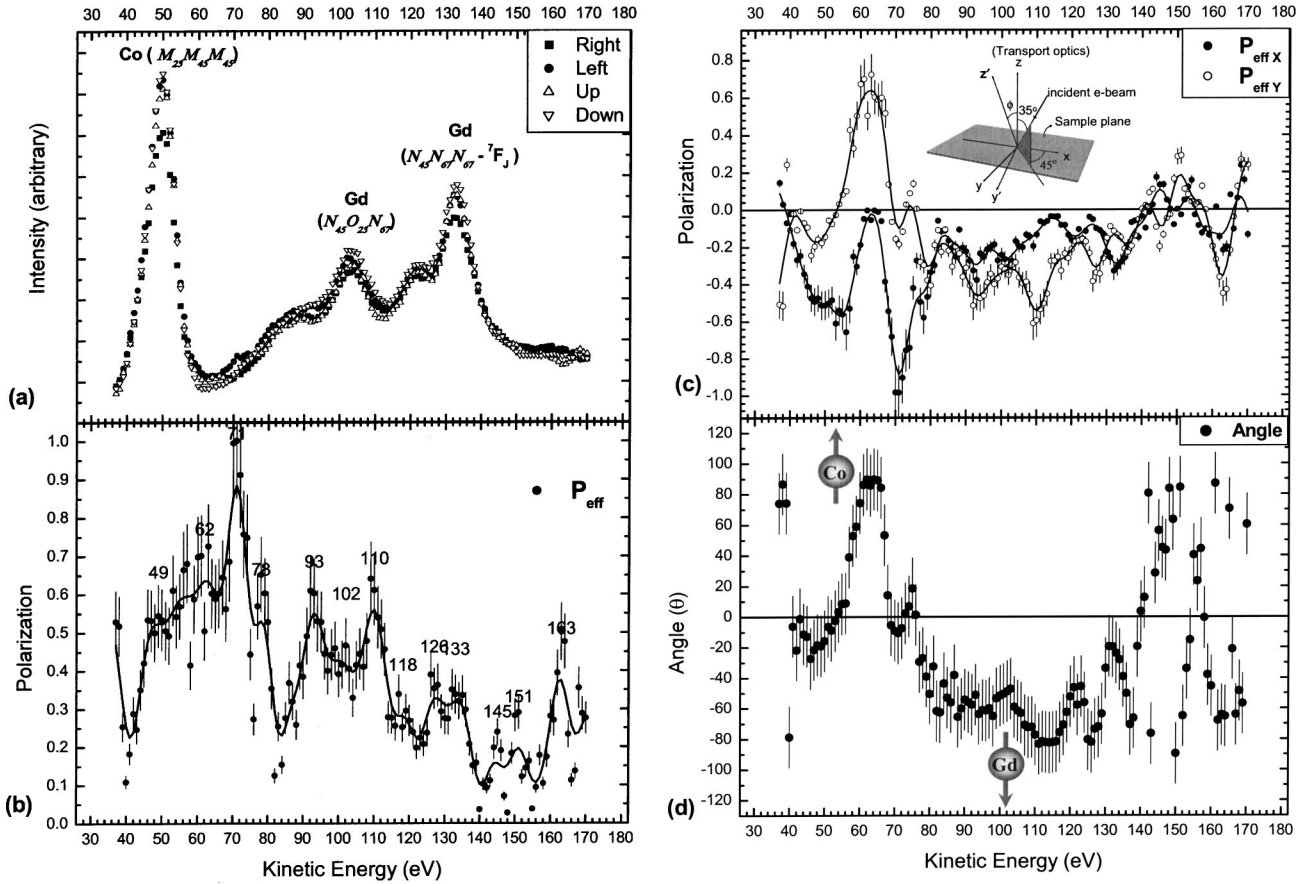 30 40 50 60 70 80 90 100 110 120 130 140 150 160 170 180
Co ( M23M45M45)
Right
Left
Up
Down
Gd
(N45N67N67 - 7FJ)
Gd
(N45O23N67)
Intensity (arbitrary)
(a)
1.0
0.9
0.8
0.7
0.6
0.5
0.4
0.3
0.2
0.1
0.0
Polarization
71
62
49
78
93
102
110
118
126
133
145
151
163
Peff
(b)
30 40 50 60 70 80 90 100 110 120 130 140 150 160 170 180
Kinetic Energy (eV)
30 40 50 60 70 80 90 100 110 120 130 140 150 160 170 180
0.8
0.6
0.4
0.2
0.0
-0.2
-0.4
-0.6
-0.8
-1.0
Polarization
(Transport optics)
z
z'
ϕ
35°
incident e-beam
Sample plane
x
45°
y
y'
Peff X
Peff Y
(c)
120
100
80
60
40
20
0
-20
-40
-60
-80
-100
-120
Angle (θ)
Co
Gd
Angle
(d)
30 40 50 60 70 80 90 100 110 120 130 140 150 160 170 180
Kinetic Energy (eV)